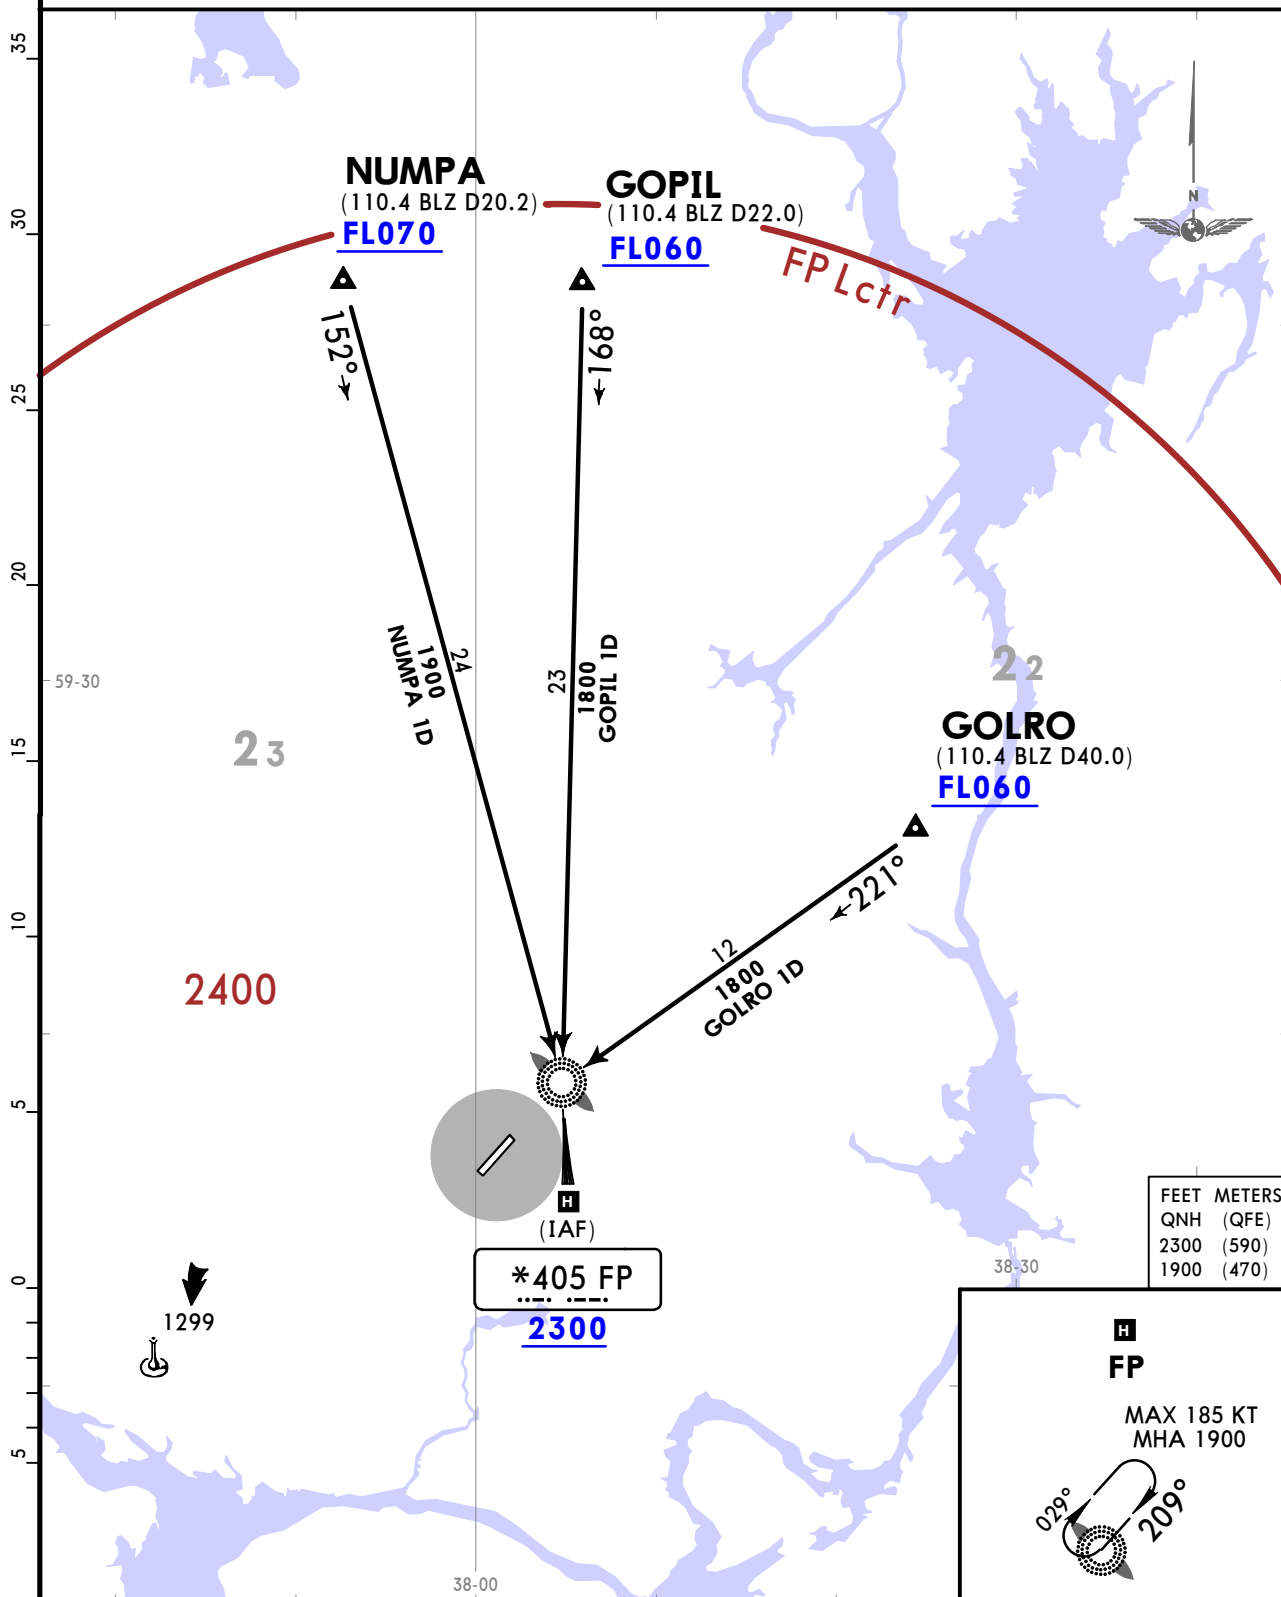 35
30
25
20
15
10
5
0
5
NUMPA
(110.4 BLZ D20.2)
FL070
GOPIL
(110.4 BLZ D22.0)
FL060
FP Lctr
N
152°
168°
24
1900
NUMPA 1D
23
1800
GOPIL 1D
59-30
23
22
GOLRO
(110.4 BLZ D40.0)
FL060
221°
12
1800
GOLRO 1D
2400
H
(IAF)
*405 FP
2300
1299
38-30
38-00
FEET METERS
QNH (QFE)
2300 (590)
1900 (470)
H
FP
MAX 185 KT
MHA 1900
029°
209°